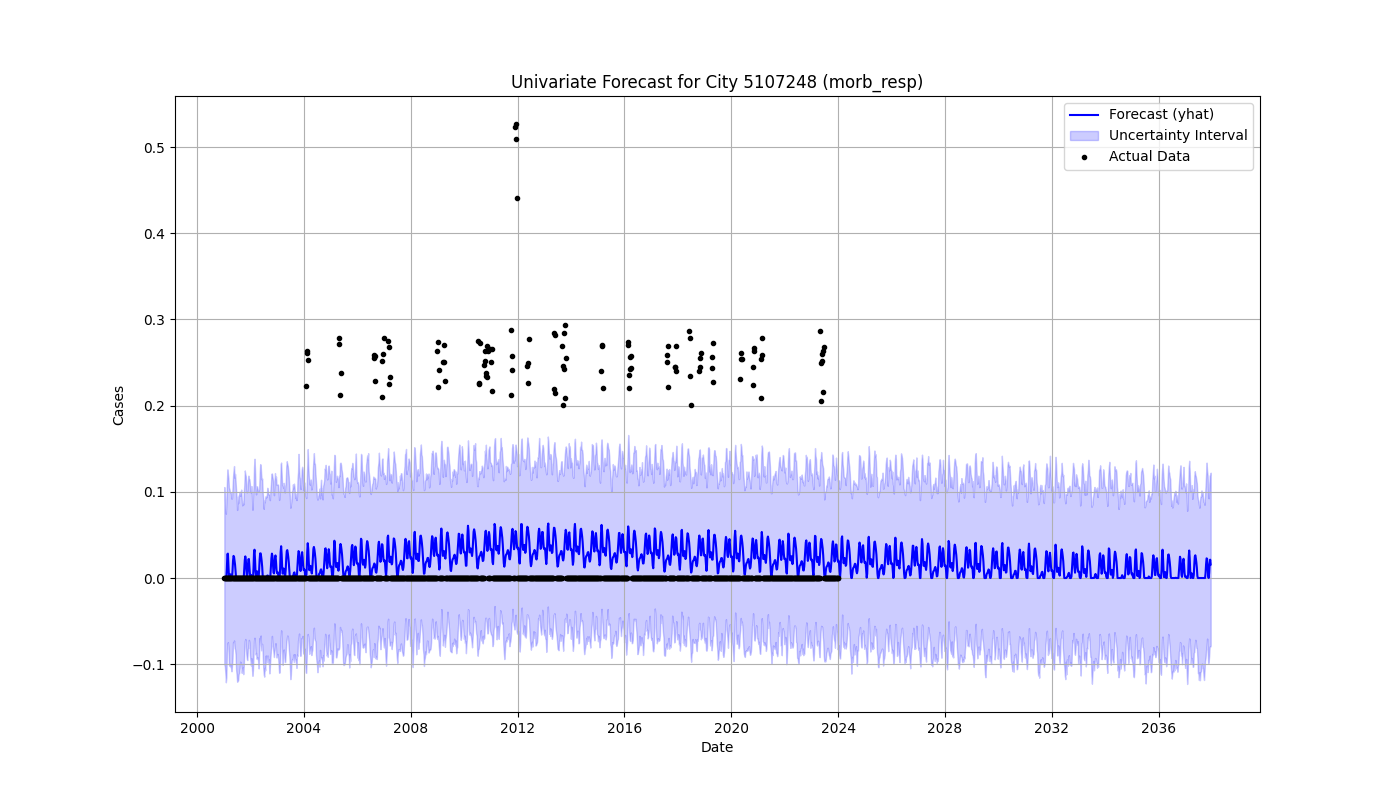 Univariate Forecast for City 5107248 (morb_resp)
Forecast (yhat)
Uncertainty Interval
Actual Data
Cases
0.5
0.4
0.3
0.2
0.1
0.0
−0.1
2000 2004 2008 2012 2016 2020 2024 2028 2032 2036
Date